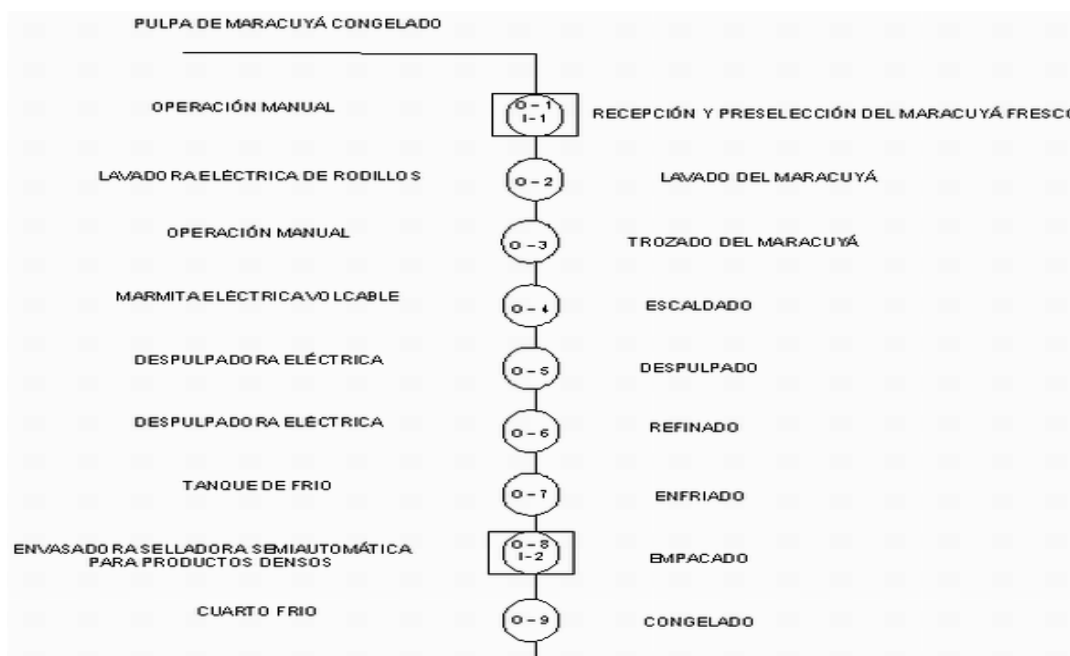 PULPA DE MARACUYÁ CONGELADO
OPERACIÓN MANUAL
O - 1
I - 1
RECEPCIÓN Y PRESELECCIÓN DEL MARACUYÁ FRESCO
LAVADORA ELÉCTRICA DE RODILLOS
O - 2
LAVADO DEL MARACUYÁ
OPERACIÓN MANUAL
O - 3
TROZADO DEL MARACUYÁ
MARMITA ELÉCTRICA VOLCABLE
O - 4
ESCALDADO
DESPULPADORA ELÉCTRICA
O - 5
DESPULPADO
DESPULPADORA ELÉCTRICA
O - 6
REFINADO
TANQUE DE FRIO
O - 7
ENFRIADO
ENVASADORA SELLADORA SEMIAUTOMÁTICA
PARA PRODUCTOS DENSOS
O - 8
I - 2
EMPACADO
CUARTO FRIO
O - 9
CONGELADO